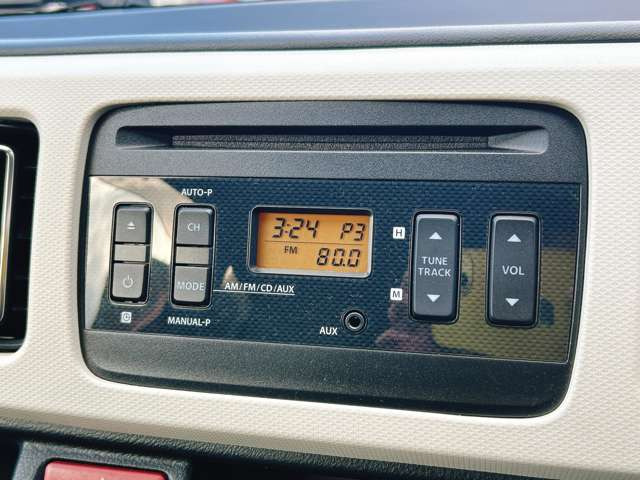 AUTO-P
CH
MODE
AM/FM/CD/AUX
MANUAL-P
3:24 P3
FM 80.0
AUX
H
M
TUNE
TRACK
VOL